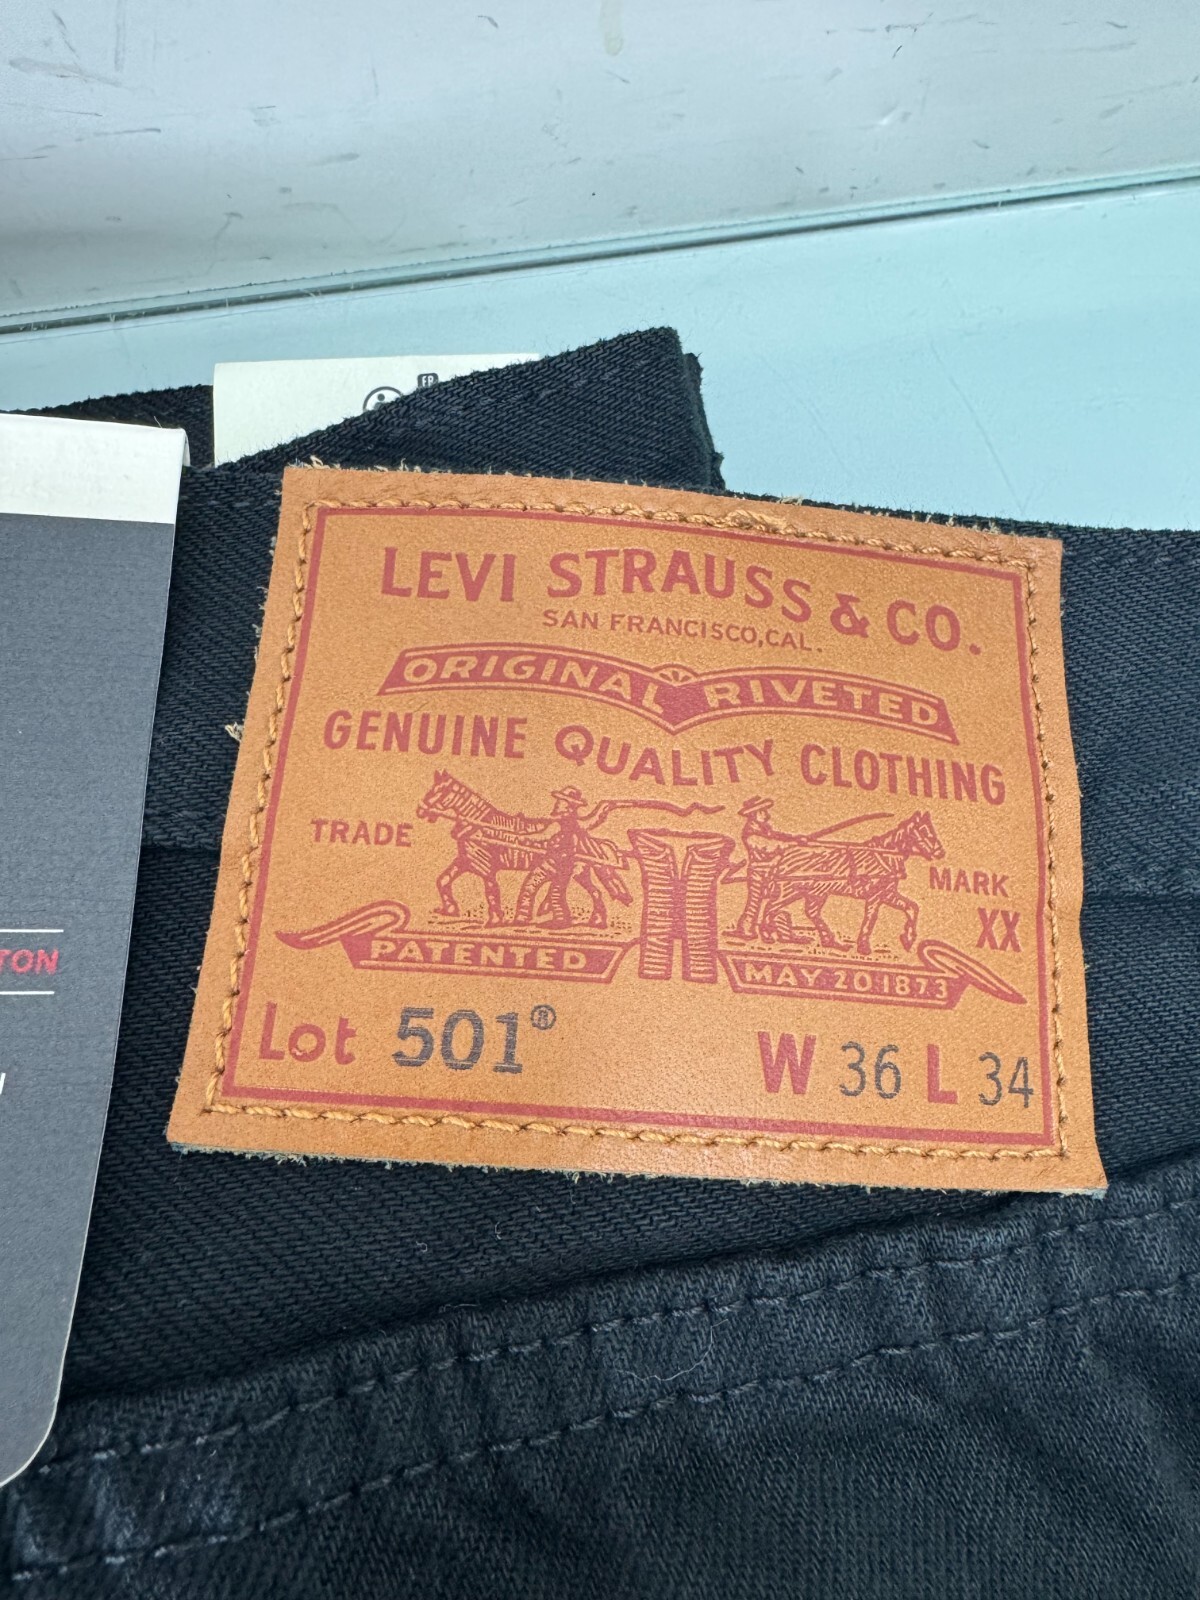 FR
TON
LEVI STRAUSS & CO.
SAN FRANCISCO, CAL.
ORIGINAL RIVETED
GENUINE QUALITY CLOTHING
TRADE MARK
XX
PATENTED MAY 20 1873
Lot 501® W 36 L 34